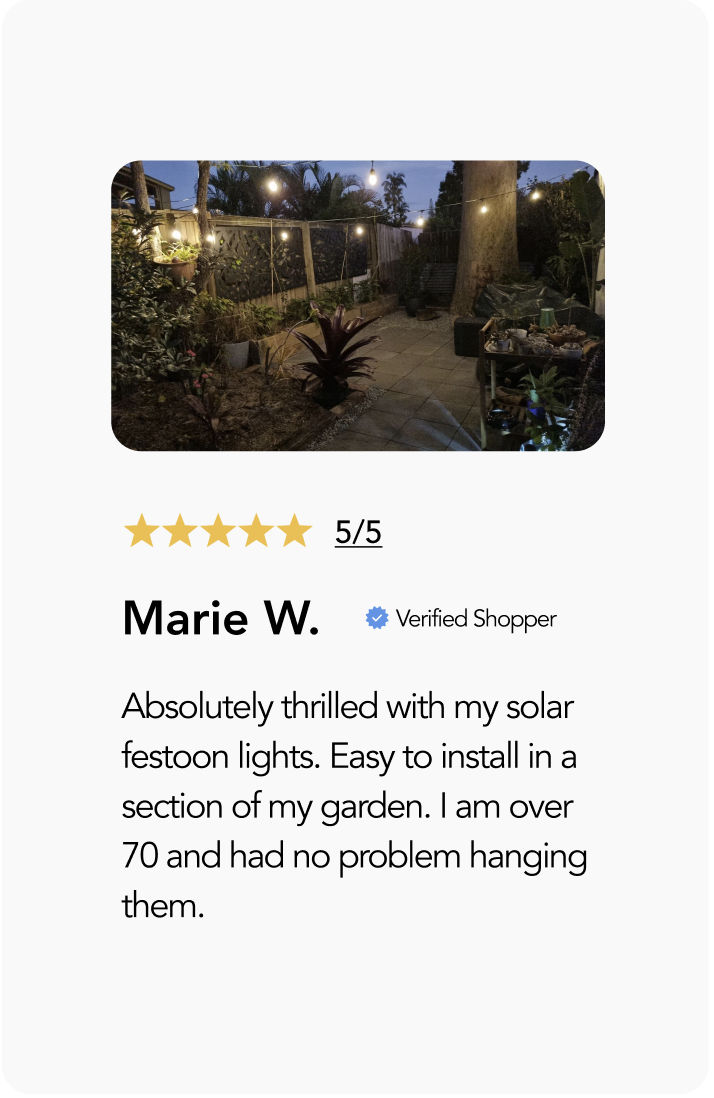 5/5
Marie W.
Verified Shopper
Absolutely thrilled with my solar
festoon lights. Easy to install in a
section of my garden. I am over
70 and had no problem hanging
them.